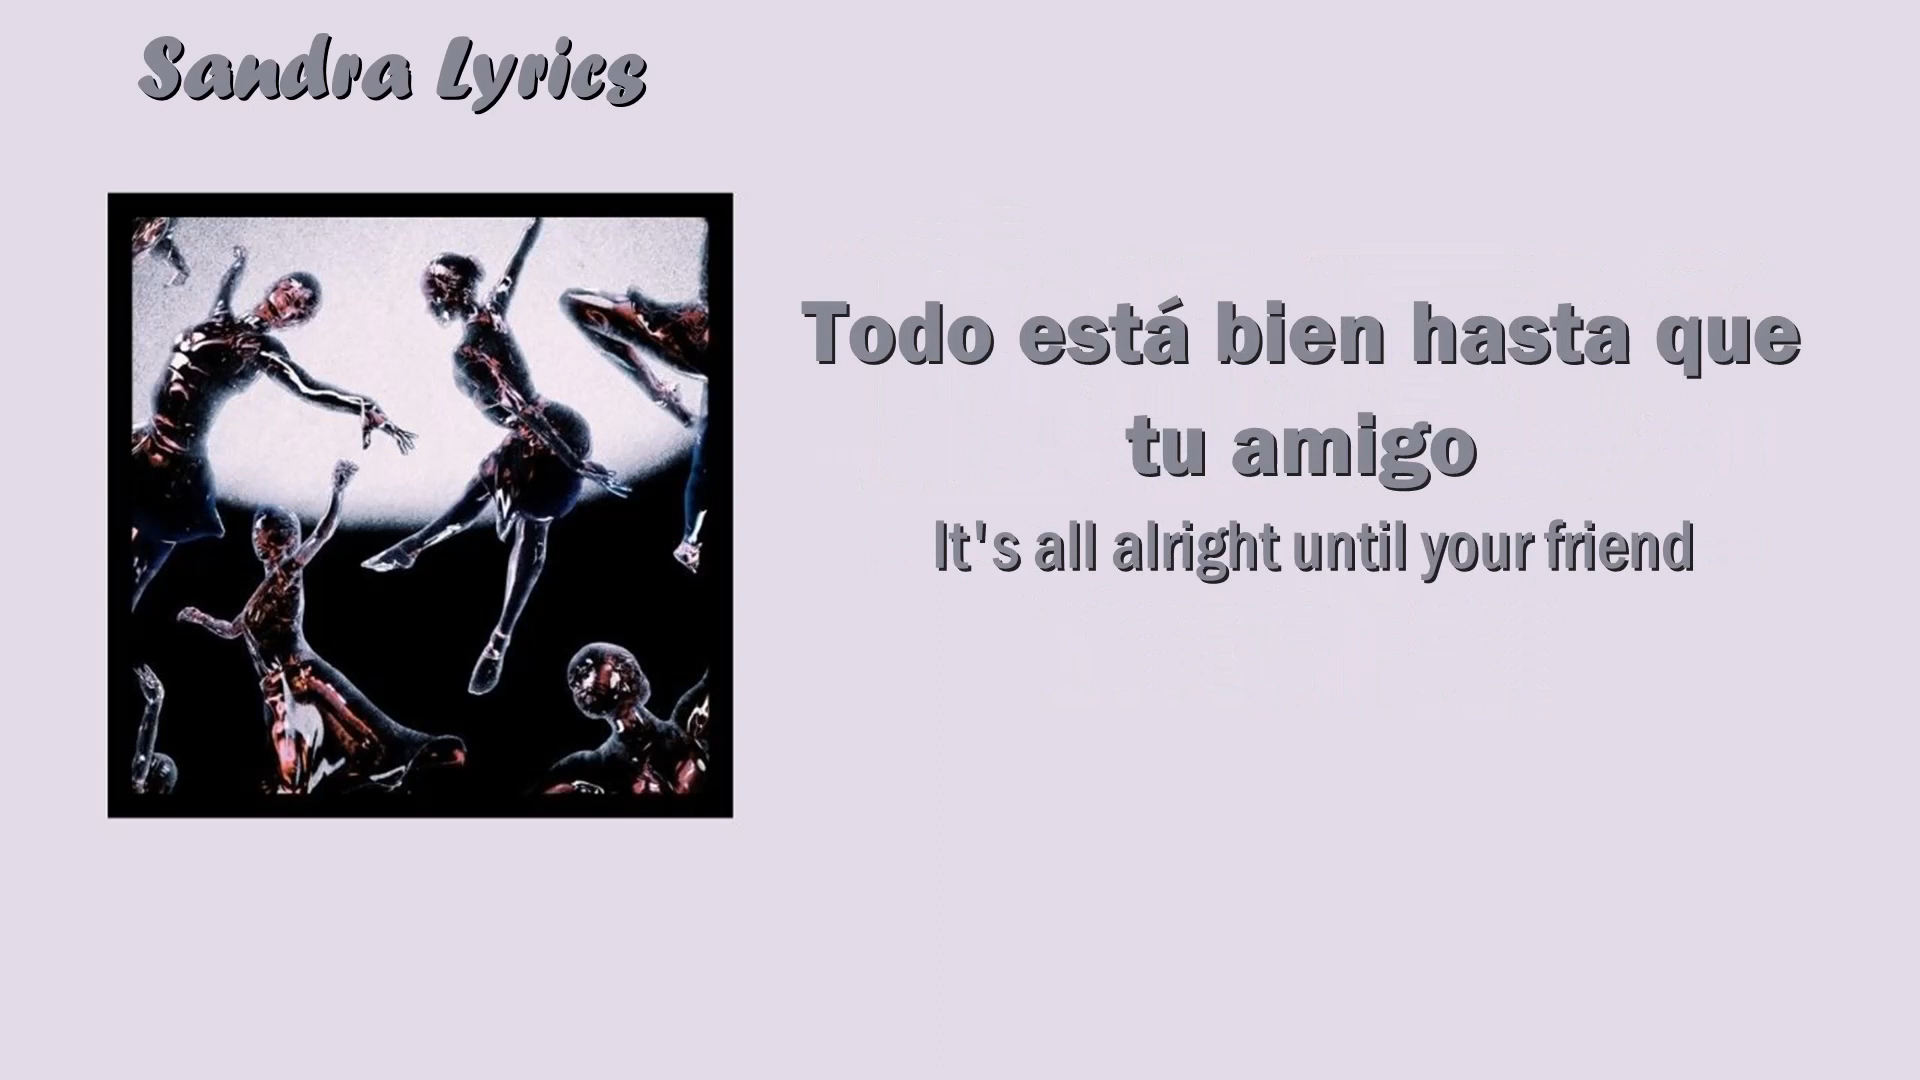 Sandra Lyrics
Todo está bien hasta que
tu amigo
It's all alright until your friend